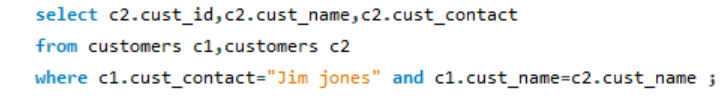 select c2.cust_id,c2.cust_name,c2.cust_contact
from customers c1,customers c2
where c1.cust_contact="Jim jones" and c1.cust_name=c2.cust_name ;